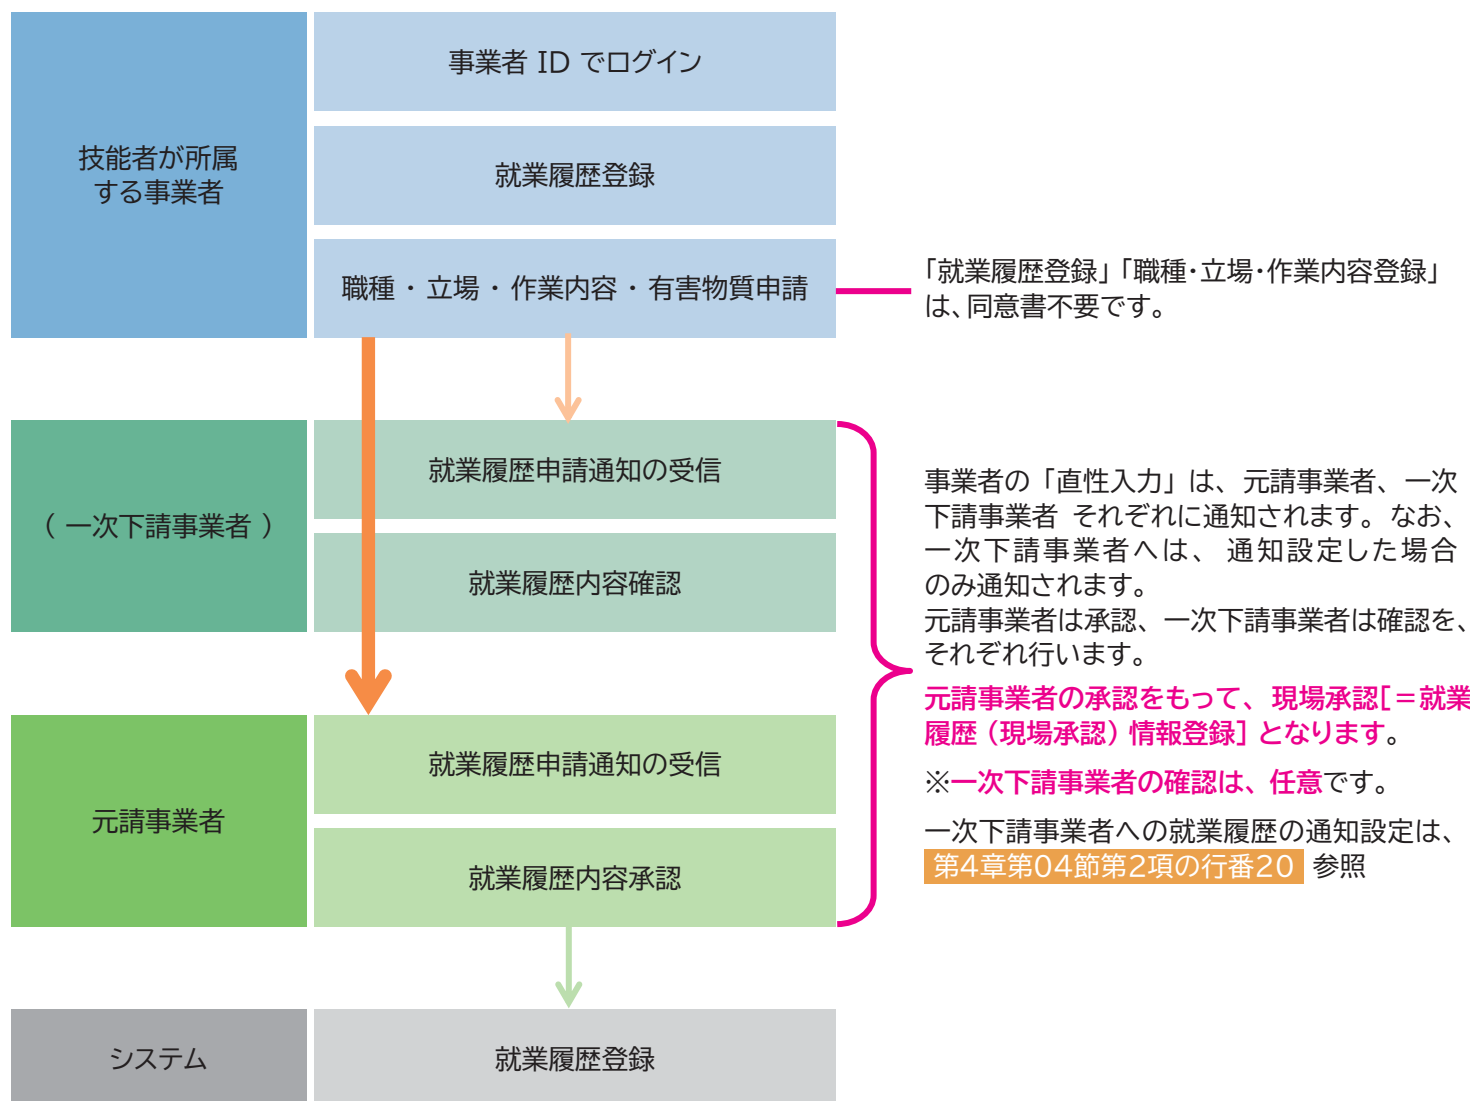 技能者が所属
する事業者
事業者 ID でログイン
就業履歴登録
職種 ・ 立場 ・ 作業内容 ・ 有害物質申請
「就業履歴登録」「職種・立場・作業内容登録」
は、同意書不要です。
（ 一次下請事業者 ）
就業履歴申請通知の受信
就業履歴内容確認
元請事業者
就業履歴申請通知の受信
就業履歴内容承認
事業者の「直性入力」は、元請事業者、一次
下請事業者 それぞれに通知されます。なお、
一次下請事業者へは、 通知設定した場合
のみ通知されます。
元請事業者は承認、一次下請事業者は確認を、
それぞれ行います。
元請事業者の承認をもって、現場承認[＝就業
履歴（現場承認）情報登録］となります。
※一次下請事業者の確認は、任意です。
一次下請事業者への就業履歴の通知設定は、
第4章第04節第2項の行番20 参照
システム
就業履歴登録